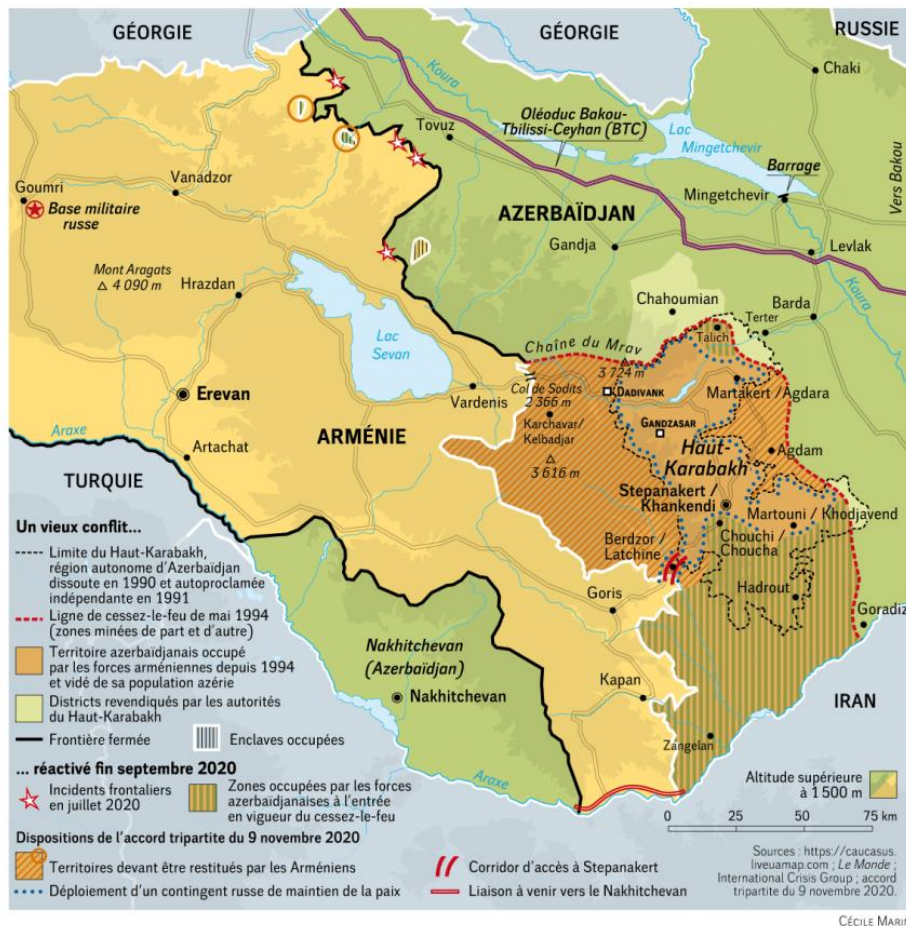 GÉORGIE
GÉORGIE
RUSSIE
Chaki
Koura
Koura
Tovuz
Oléoduc Bakou-
Tbilissi-Ceyhan (BTC)
Lac
Mingetchevir
Barrage
Vers Bakou
Goumri
Base militaire
russe
Vanadzor
Mingetchevir
AZERBAÏDJAN
Gandja
Levlak
Mont Aragats
4 090 m
Hrazdan
Chahoumian
Barda
Terter
Koura
Talich
Lac
Sevan
Chaîne du Mrav
3 724 m
Erevan
Vardenis
Col de Sodits
2 366 m
DADIVANK
Martakert /Agdara
Karchavar/
Kelbadjar
GANDZASAR
Araxe
Artachat
ARMÉNIE
3 616 m
Haut-
Karabakh
Agdam
TURQUIE
Stepanakert /
Khankendi
Martouni / Khodjavend
Berdzor /
Latchine
Chouchi /
Choucha
Hadrout
Goris
Goradiz
Nakhitchevan
(Azerbaïdjan)
Nakhitchevan
Kapan
IRAN
Zangelan
Araxe
Un vieux conflit...
Limite du Haut-Karabakh,
région autonome d'Azerbaïdjan
dissoute en 1990 et autoproclamée
indépendante en 1991
Ligne de cessez-le-feu de mai 1994
(zones minées de part et d'autre)
Territoire azerbaïdjanais occupé
par les forces arméniennes depuis 1994
et vidé de sa population azérie
Districts revendiqués par les autorités
du Haut-Karabakh
Frontière fermée
Enclaves occupées
... réactivé fin septembre 2020
Incidents frontaliers
en juillet 2020
Zones occupées par les forces
azerbaïdjanaises à l'entrée
en vigueur du cessez-le-feu
Dispositions de l'accord tripartite du 9 novembre 2020
Territoires devant être restitués par les Arméniens
Déploiement d'un contingent russe de maintien de la paix
Corridor d'accès à Stepanakert
Liaison à venir vers le Nakhitchevan
Altitude supérieure
à 1 500 m
0 25 50 75 km
Sources : https://caucasus.
liveuamap.com ; Le Monde ;
International Crisis Group ; accord
tripartite du 9 novembre 2020.
CÉCILE MARIN